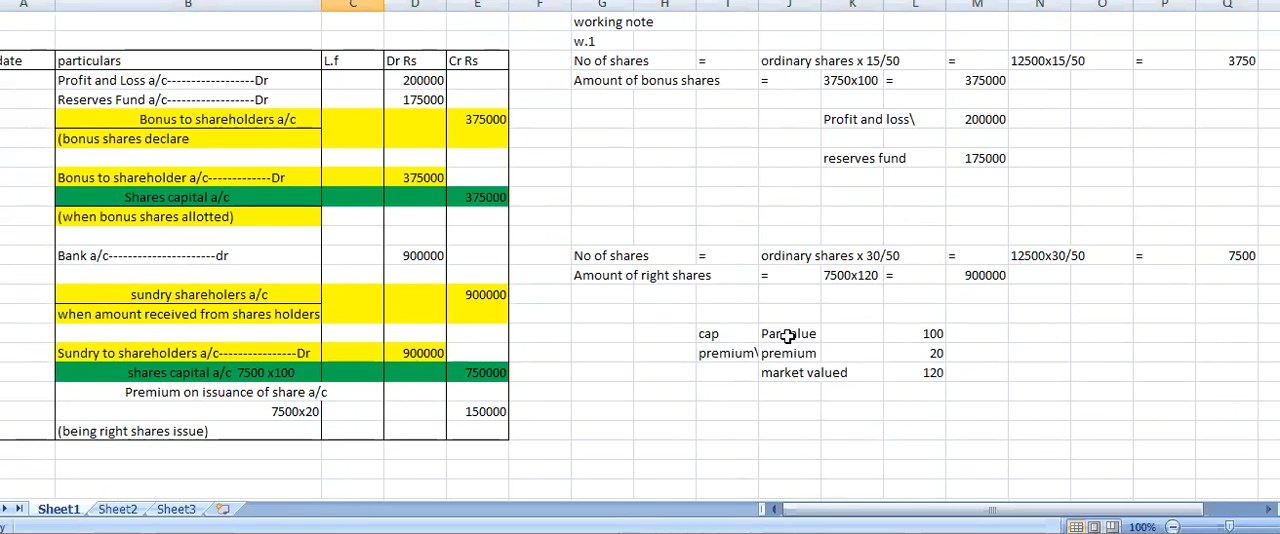 A B C D E F G H I J K L M N O P Q
working note
w.1
date particulars L.f Dr Rs Cr Rs No of shares = ordinary shares x 15/50 = 12500x15/50 = 3750
Profit and Loss a/c------------------Dr 200000 Amount of bonus shares = 3750x100 = 375000
Reserves Fund a/c------------------Dr 175000
Bonus to shareholders a/c 375000 Profit and loss\ 200000
(bonus shares declare
reserves fund 175000
Bonus to shareholder a/c-------------Dr 375000
Shares capital a/c 375000
(when bonus shares allotted)
Bank a/c----------------------dr 900000 No of shares = ordinary shares x 30/50 = 12500x30/50 = 7500
Amount of right shares = 7500x120 = 900000
sundry shareholers a/c 900000
when amount received from shares holders
cap Par value 100
Sundry to shareholders a/c----------------Dr 900000 premium\ premium 20
shares capital a/c 7500 x100 750000 market valued 120
Premium on issuance of share a/c
7500x20 150000
(being right shares issue)
Sheet1 Sheet2 Sheet3
100%